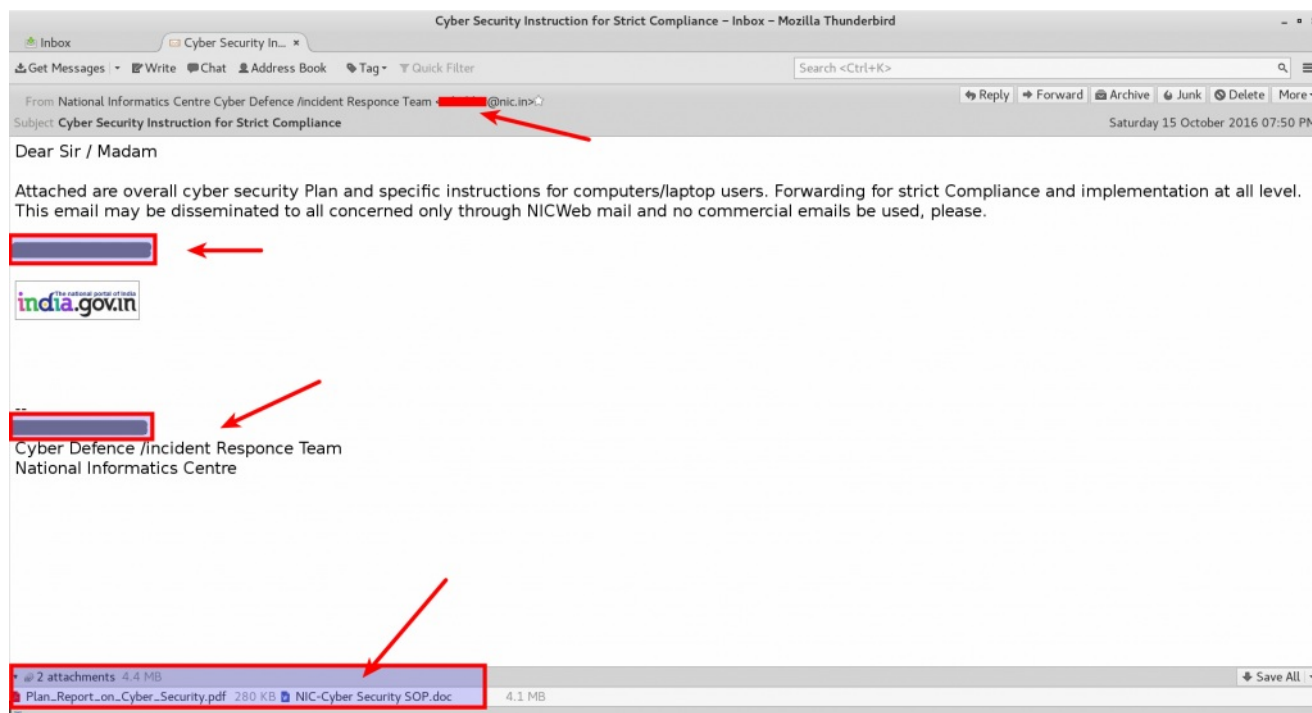 Cyber Security Instruction for Strict Compliance – Inbox – Mozilla Thunderbird
Inbox Cyber Security In... ×
Get Messages Write Chat Address Book Tag Quick Filter Search <Ctrl+K>
From National Informatics Centre Cyber Defence /incident Responce Team @nic.in> Reply Forward Archive Junk Delete More
Subject Cyber Security Instruction for Strict Compliance Saturday 15 October 2016 07:50 PM
Dear Sir / Madam
Attached are overall cyber security Plan and specific instructions for computers/laptop users. Forwarding for strict Compliance and implementation at all level.
This email may be disseminated to all concerned only through NICWeb mail and no commercial emails be used, please.
The national portal of India
india.gov.in
--
Cyber Defence /incident Responce Team
National Informatics Centre
2 attachments 4.4 MB Save All
Plan_Report_on_Cyber_Security.pdf 280 KB NIC-Cyber Security SOP.doc 4.1 MB